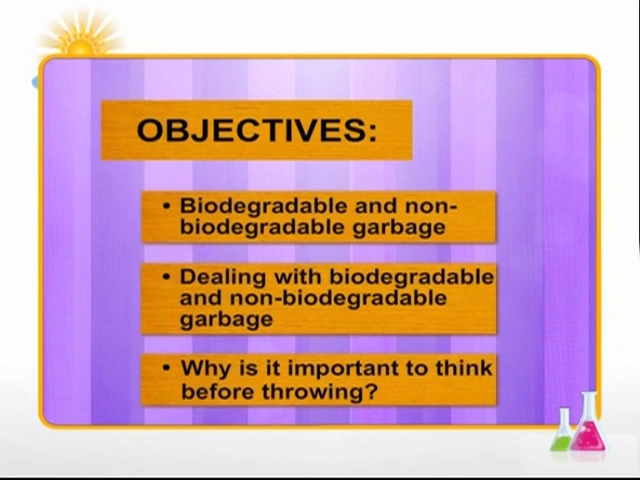 OBJECTIVES:
• Biodegradable and non-
biodegradable garbage
• Dealing with biodegradable
and non-biodegradable
garbage
• Why is it important to think
before throwing?